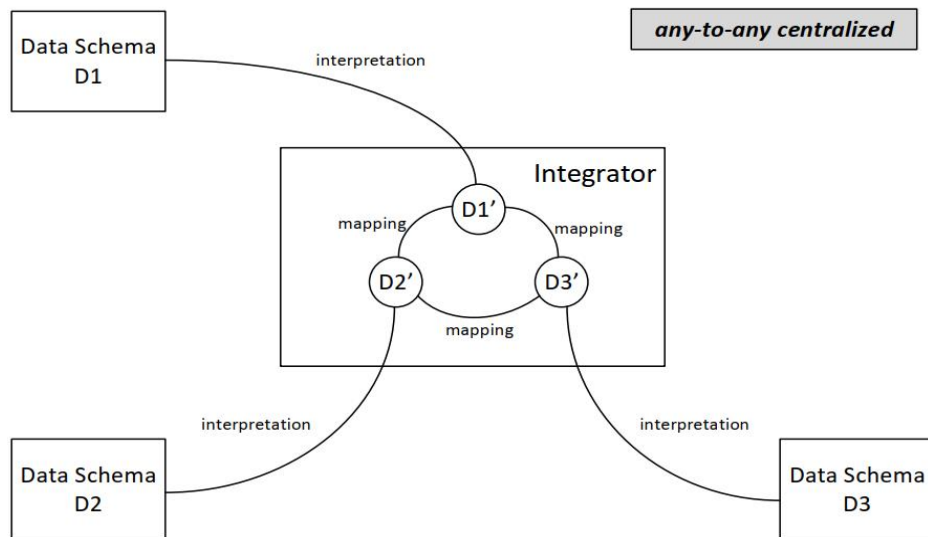 Data Schema
D1
interpretation
any-to-any centralized
Integrator
D1’
mapping
mapping
D2’
D3’
mapping
interpretation
interpretation
Data Schema
D2
Data Schema
D3